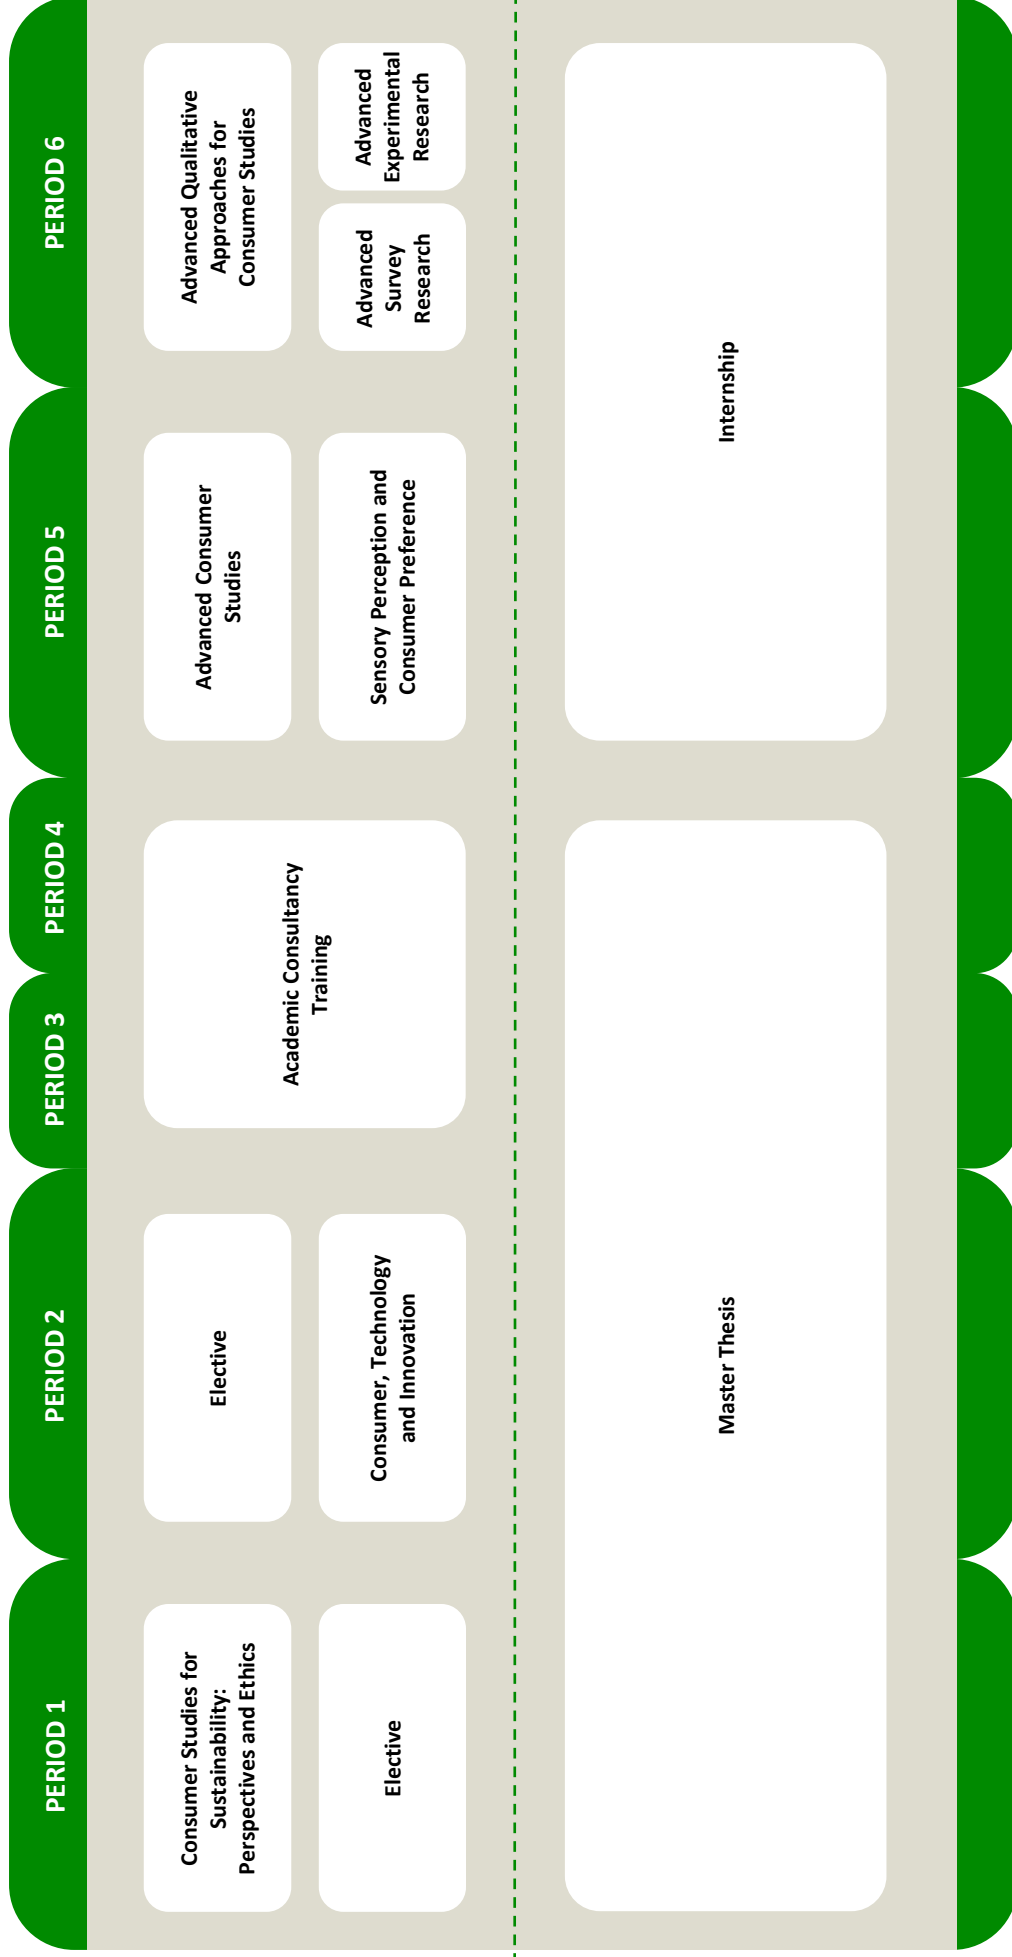 PERIOD 1
PERIOD 2
PERIOD 3
PERIOD 4
PERIOD 5
PERIOD 6
Consumer Studies for
Sustainability:
Perspectives and Ethics
Elective
Elective
Consumer, Technology
and Innovation
Academic Consultancy
Training
Advanced Consumer
Studies
Sensory Perception and
Consumer Preference
Advanced Qualitative
Approaches for
Consumer Studies
Advanced
Survey
Research
Advanced
Experimental
Research
Master Thesis
Internship